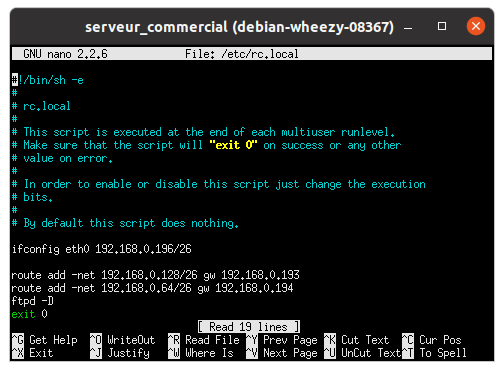 serveur_commercial (debian-wheezy-08367)
GNU nano 2.2.6 File: /etc/rc.local
#!/bin/sh -e
#
# rc.local
#
# This script is executed at the end of each multiuser runlevel.
# Make sure that the script will "exit 0" on success or any other
# value on error.
#
# In order to enable or disable this script just change the execution
# bits.
#
# By default this script does nothing.
ifconfig eth0 192.168.0.196/26
route add -net 192.168.0.128/26 gw 192.168.0.193
route add -net 192.168.0.64/26 gw 192.168.0.194
ftpd -D
exit 0
[ Read 19 lines ]
^G Get Help ^O WriteOut ^R Read File ^Y Prev Page ^K Cut Text ^C Cur Pos
^X Exit ^J Justify ^W Where Is ^V Next Page ^U UnCut Text ^T To Spell